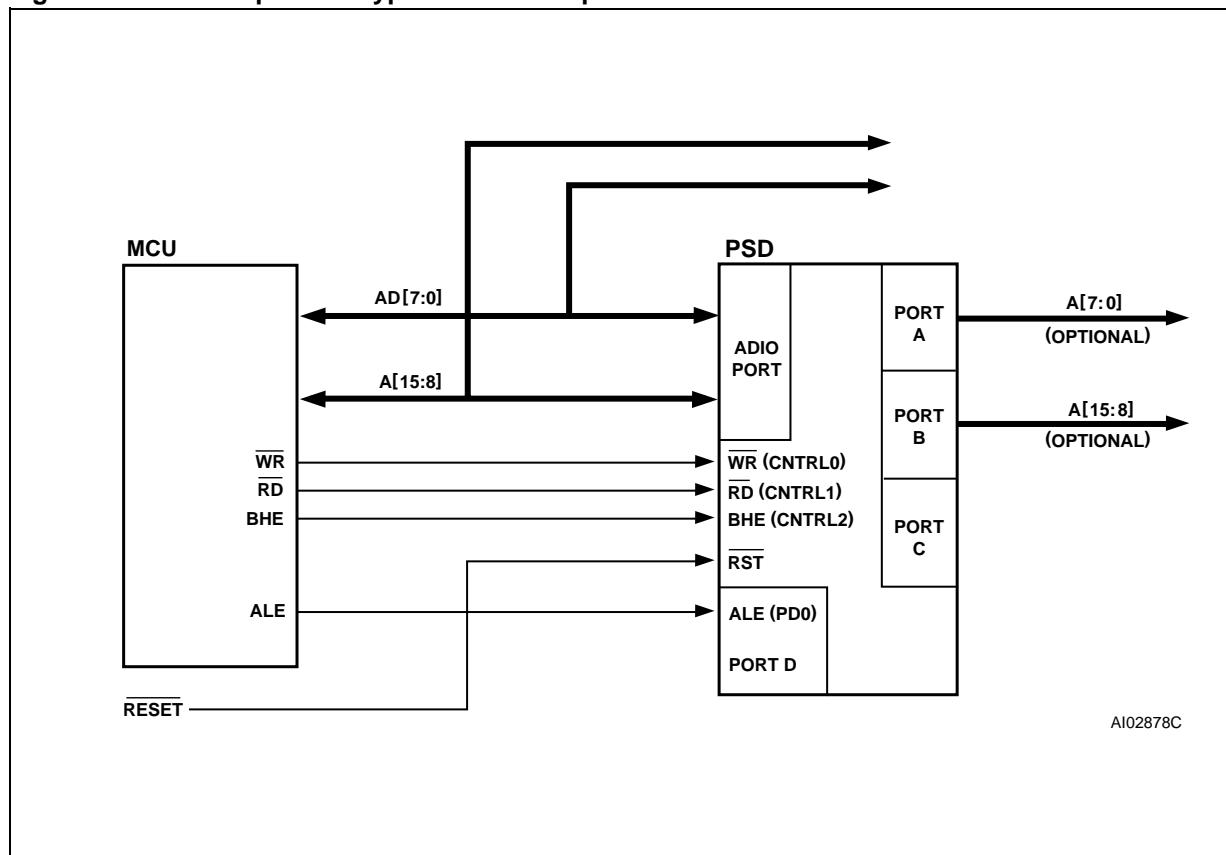 MCU
PSD
AD[7:0]
A[15:8]
ADIO
PORT
PORT
A
A[7:0]
(OPTIONAL)
PORT
B
A[15:8]
(OPTIONAL)
PORT
C
WR
RD
BHE
ALE
WR (CNTRL0)
RD (CNTRL1)
BHE (CNTRL2)
RST
ALE (PD0)
PORT D
RESET
AI02878C